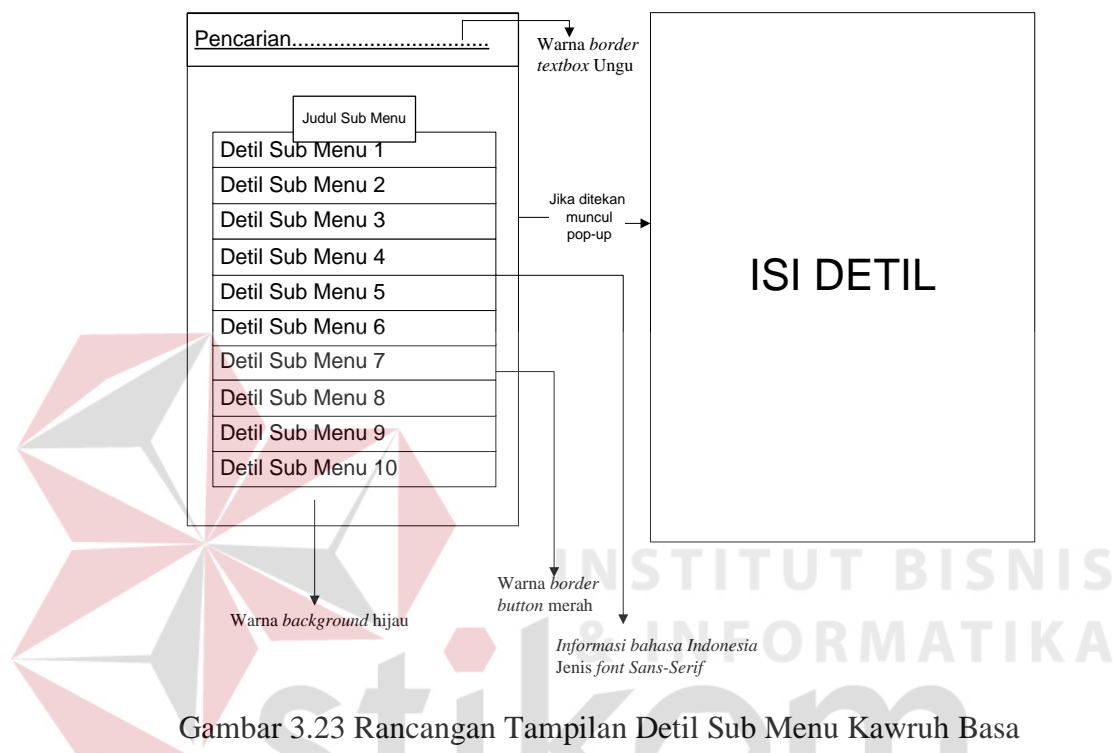 Pencarian.................................
Warna border
textbox Ungu
Judul Sub Menu
Detil Sub Menu 1
Detil Sub Menu 2
Detil Sub Menu 3
Detil Sub Menu 4
Detil Sub Menu 5
Detil Sub Menu 6
Detil Sub Menu 7
Detil Sub Menu 8
Detil Sub Menu 9
Detil Sub Menu 10
Jika ditekan
muncul
pop-up
ISI DETIL
Warna background hijau
Warna border
button merah
Informasi bahasa Indonesia
Jenis font Sans-Serif
INSTITUT BISNIS
& INFORMATIKA
stikom
Gambar 3.23 Rancangan Tampilan Detil Sub Menu Kawruh Basa